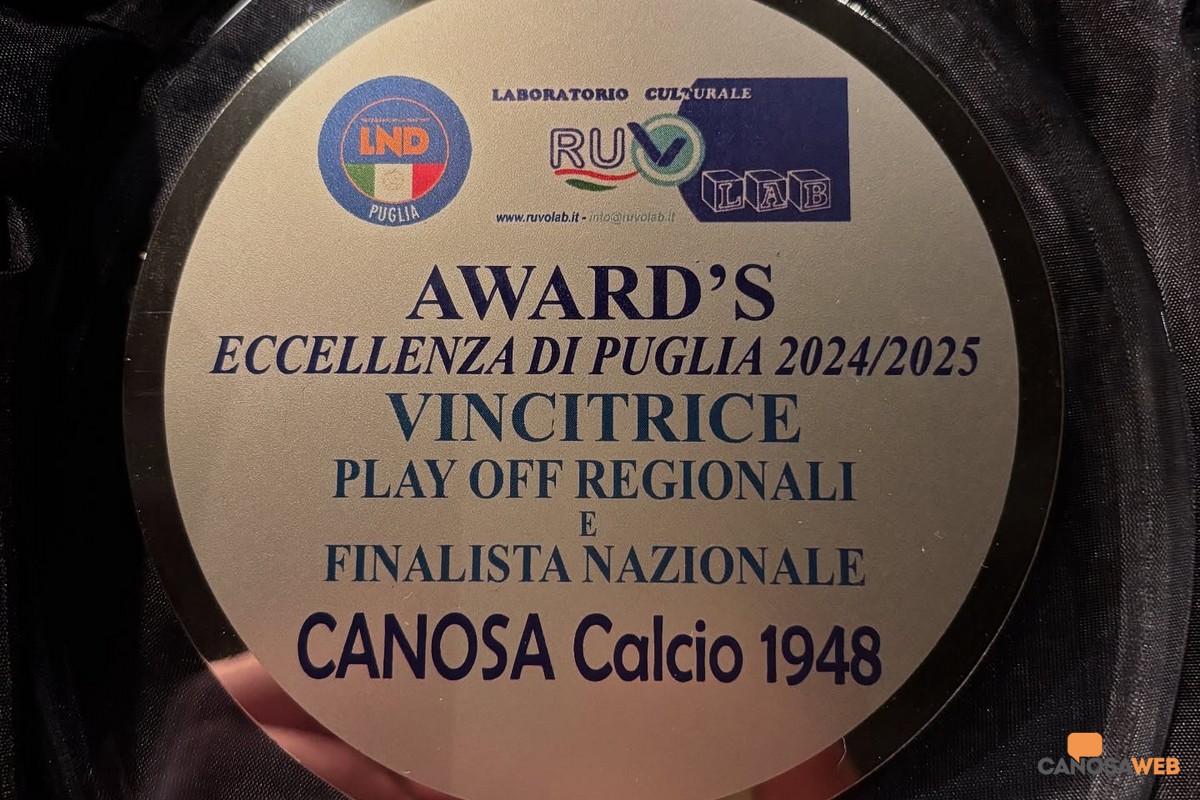 LND
PUGLIA
LABORATORIO CULTURALE
RUVO
LAB
www.ruvolab.it - info@ruvolab.it
AWARD'S
ECCELLENZA DI PUGLIA 2024/2025
VINCITRICE
PLAY OFF REGIONALI
E
FINALISTA NAZIONALE
CANOSA Calcio 1948
CANOSAWEB